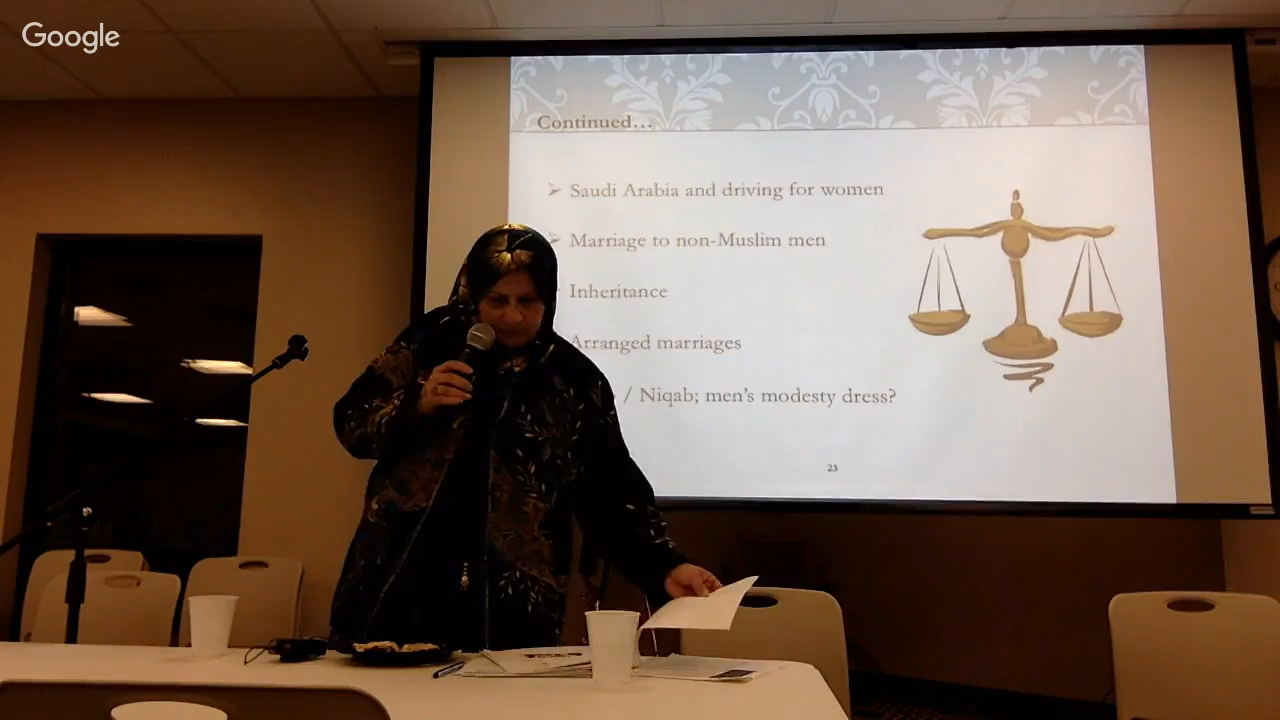 Google
Continued...
➢ Saudi Arabia and driving for women
➢ Marriage to non-Muslim men
Inheritance
Arranged marriages
/ Niqab; men's modesty dress?
23